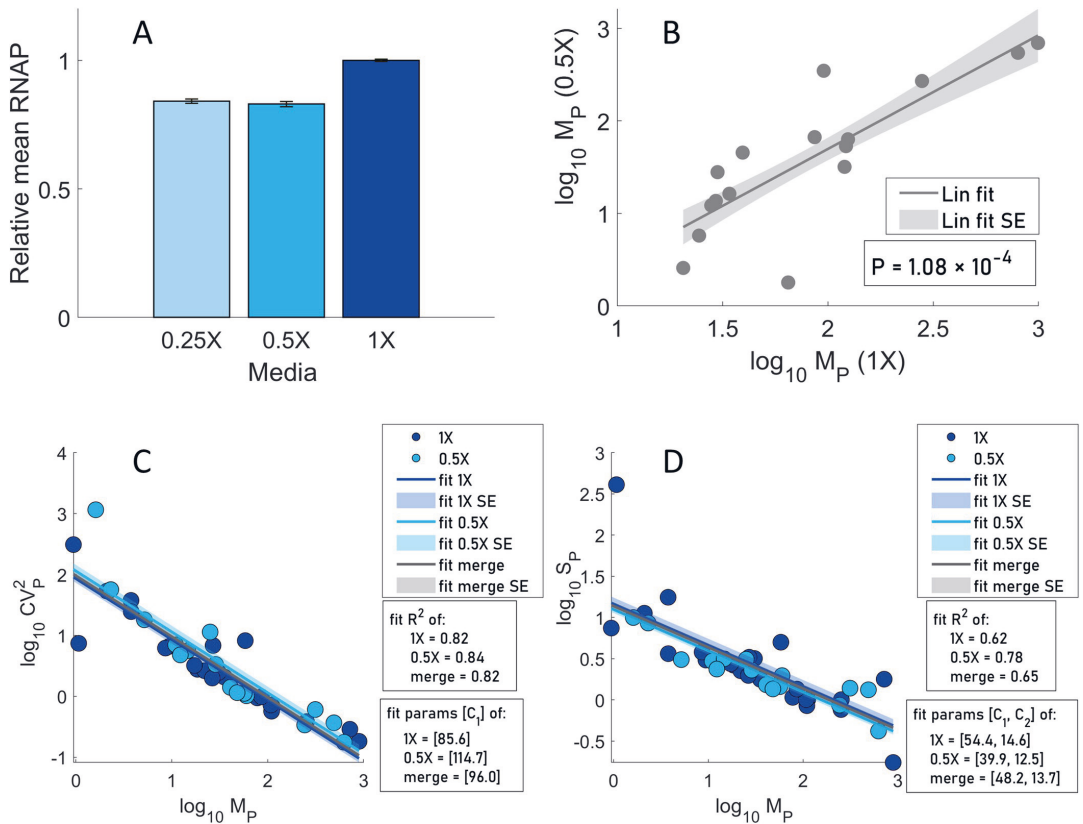 A
Relative mean RNAP
1
0.5
0
0.25X
0.5X
1X
Media
B
log10 MP (0.5X)
3
2
1
0
Lin fit
Lin fit SE
P = 1.08 × 10−4
1
1.5
2
2.5
3
log10 MP (1X)
C
log10 CV2P
4
3
2
1
0
-1
0
1
2
3
log10 MP
1X
0.5X
fit 1X
fit 1X SE
fit 0.5X
fit 0.5X SE
fit merge
fit merge SE
fit R2 of:
1X = 0.82
0.5X = 0.84
merge = 0.82
fit params [C1] of:
1X = [85.6]
0.5X = [114.7]
merge = [96.0]
D
log10 SP
3
2.5
2
1.5
1
0.5
0
-0.5
0
1
2
3
log10 MP
1X
0.5X
fit 1X
fit 1X SE
fit 0.5X
fit 0.5X SE
fit merge
fit merge SE
fit R2 of:
1X = 0.62
0.5X = 0.78
merge = 0.65
fit params [C1, C2] of:
1X = [54.4, 14.6]
0.5X = [39.9, 12.5]
merge = [48.2, 13.7]